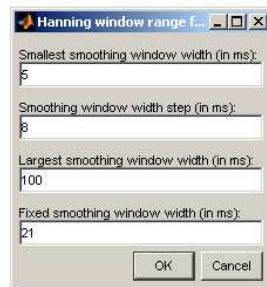 Hanning window range f...
Smallest smoothing window width (in ms):
5
Smoothing window width step (in ms):
8
Largest smoothing window width (in ms):
100
Fixed smoothing window width (in ms):
21
OK Cancel